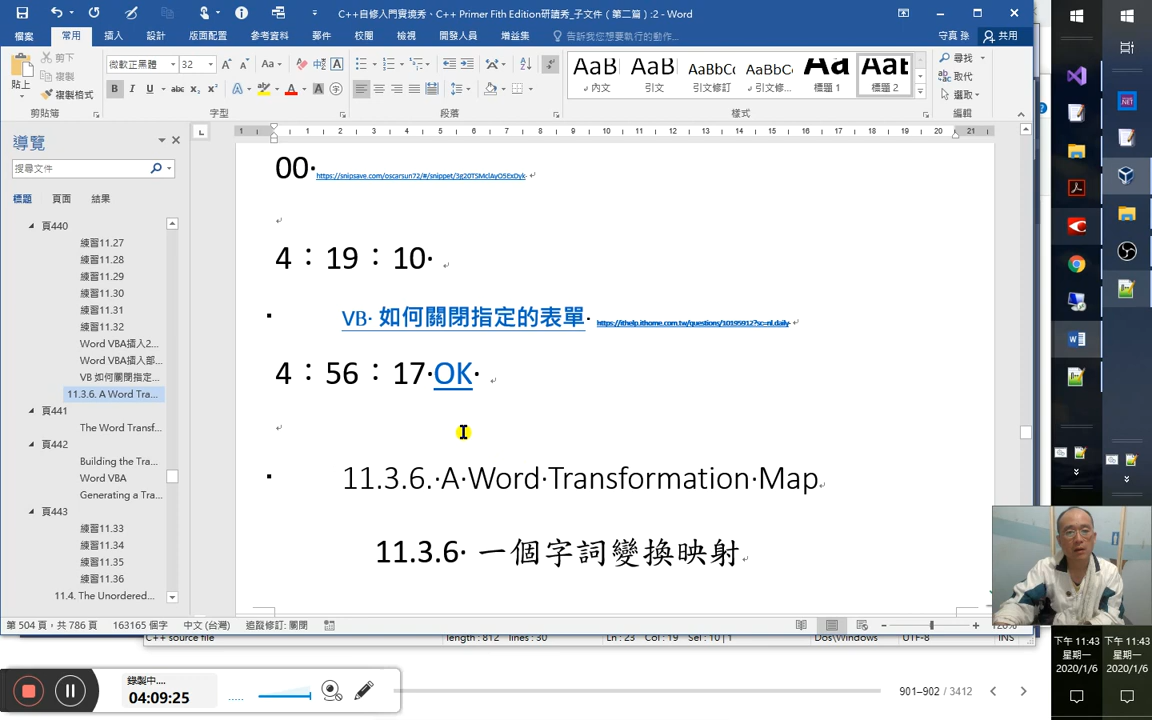 C++自修入門實境秀、C++ Primer Fith Edition研讀秀_子文件（第二篇）:2 - Word
檔案 常用 插入 設計 版面配置 參考資料 郵件 校閱 檢視 開發人員 增益集 告訴我您想要執行的動作... 守真 孫 共用
貼上 剪下 複製 複製格式
微軟正黑體 32
AaB 內文 AaB 引文 AaBbC 引文修訂 AaBbC 引文修... Aa 標題 1 Aat 標題 2
尋找 取代 選取
剪貼簿 字型 段落 樣式 編輯
導覽
搜尋文件
標題 頁面 結果
頁440
練習11.27
練習11.28
練習11.29
練習11.30
練習11.31
練習11.32
Word VBA插入2...
Word VBA插入部...
VB 如何關閉指定...
11.3.6. A Word Tra...
頁441
The Word Transf...
頁442
Building the Tra...
Word VBA
Generating a Tra...
頁443
練習11.33
練習11.34
練習11.35
練習11.36
11.4. The Unordered...
00·
4：19：10·
VB· 如何關閉指定的表單· https://ithelp.ithome.com.tw/questions/10195912?sc=nl.daily·
4：56：17·OK·
11.3.6.·A·Word·Transformation·Map
11.3.6· 一個字詞變換映射
第 504 頁，共 786 頁 163165 個字 中文 (台灣) 追蹤修訂: 關閉 120%
C++ source file length : 812 lines : 30 Ln : 23 Col : 19 Sel : 10 | 1 Dos\Windows UTF-8 INS
錄製中....
04:09:25
901–902 / 3412
下午 11:43 下午 11:43
星期一 星期一
2020/1/6 2020/1/6